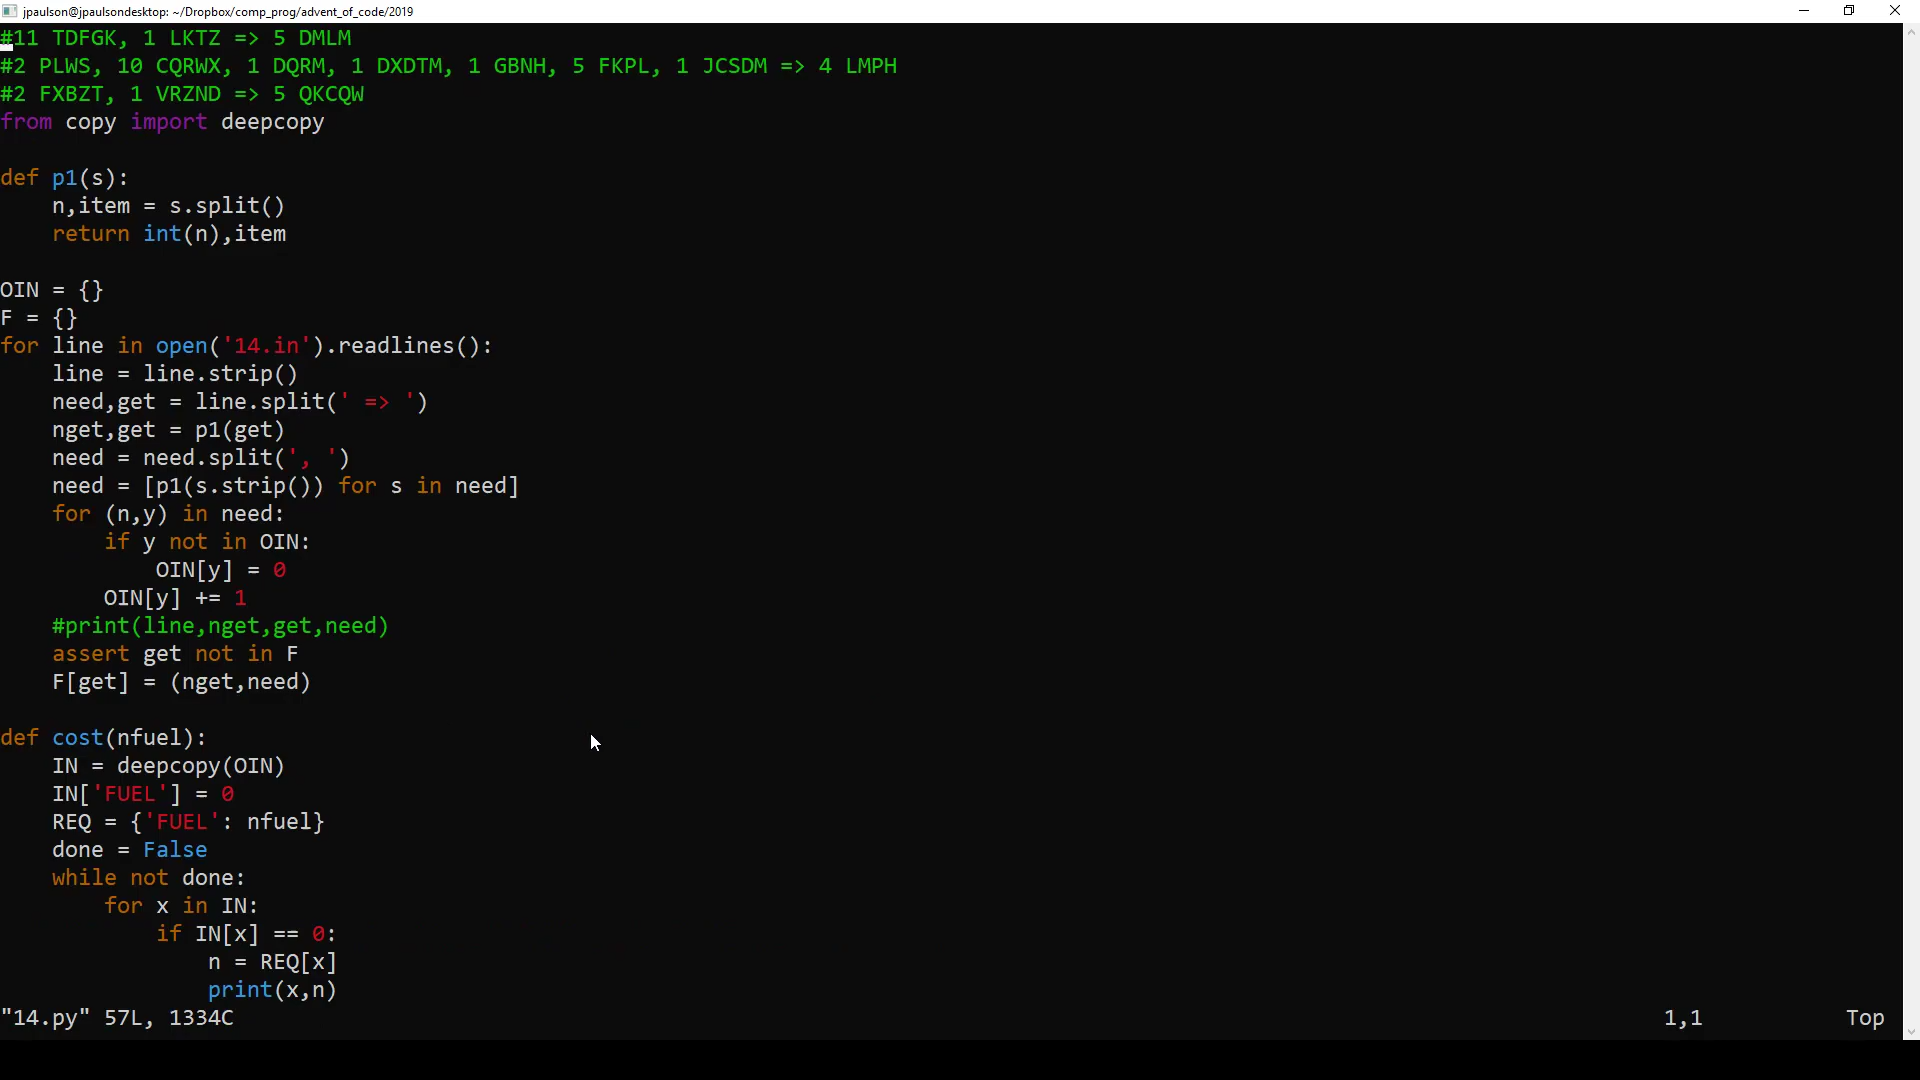 jpaulson@jpaulsondesktop: ~/Dropbox/comp_prog/advent_of_code/2019
#11 TDFGK, 1 LKTZ => 5 DMLM
#2 PLWS, 10 CQRWX, 1 DQRM, 1 DXDTM, 1 GBNH, 5 FKPL, 1 JCSDM => 4 LMPH
#2 FXBZT, 1 VRZND => 5 QKCQW
from copy import deepcopy

def p1(s):
    n,item = s.split()
    return int(n),item

OIN = {}
F = {}
for line in open('14.in').readlines():
    line = line.strip()
    need,get = line.split(' => ')
    nget,get = p1(get)
    need = need.split(', ')
    need = [p1(s.strip()) for s in need]
    for (n,y) in need:
        if y not in OIN:
            OIN[y] = 0
        OIN[y] += 1
    #print(line,nget,get,need)
    assert get not in F
    F[get] = (nget,need)

def cost(nfuel):
    IN = deepcopy(OIN)
    IN['FUEL'] = 0
    REQ = {'FUEL': nfuel}
    done = False
    while not done:
        for x in IN:
            if IN[x] == 0:
                n = REQ[x]
                print(x,n)
"14.py" 57L, 1334C 1,1 Top